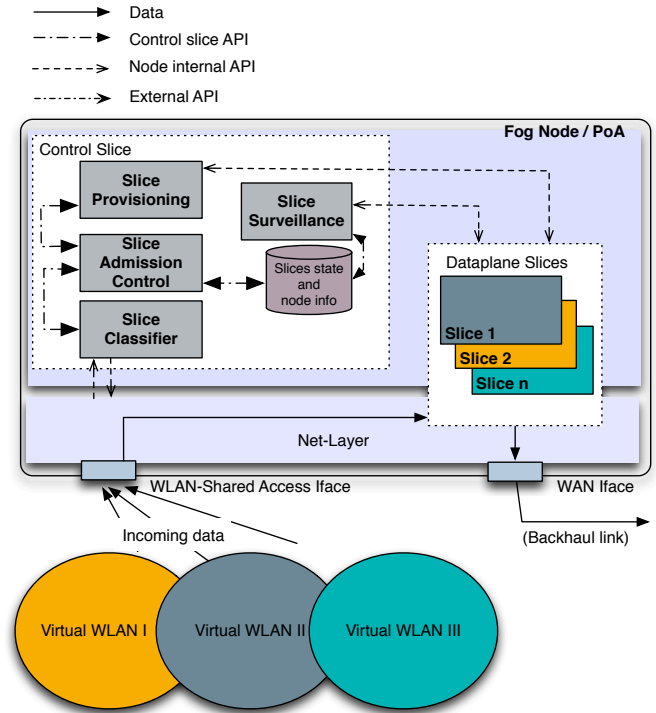 Data
Control slice API
Node internal API
External API
Fog Node / PoA
Control Slice
Slice
Provisioning
Slice
Surveillance
Slice
Admission
Control
Slices state
and
node info
Slice
Classifier
Dataplane Slices
Slice 1
Slice 2
Slice n
Net-Layer
WLAN-Shared Access Iface
WAN Iface
Incoming data
(Backhaul link)
Virtual WLAN I
Virtual WLAN II
Virtual WLAN III